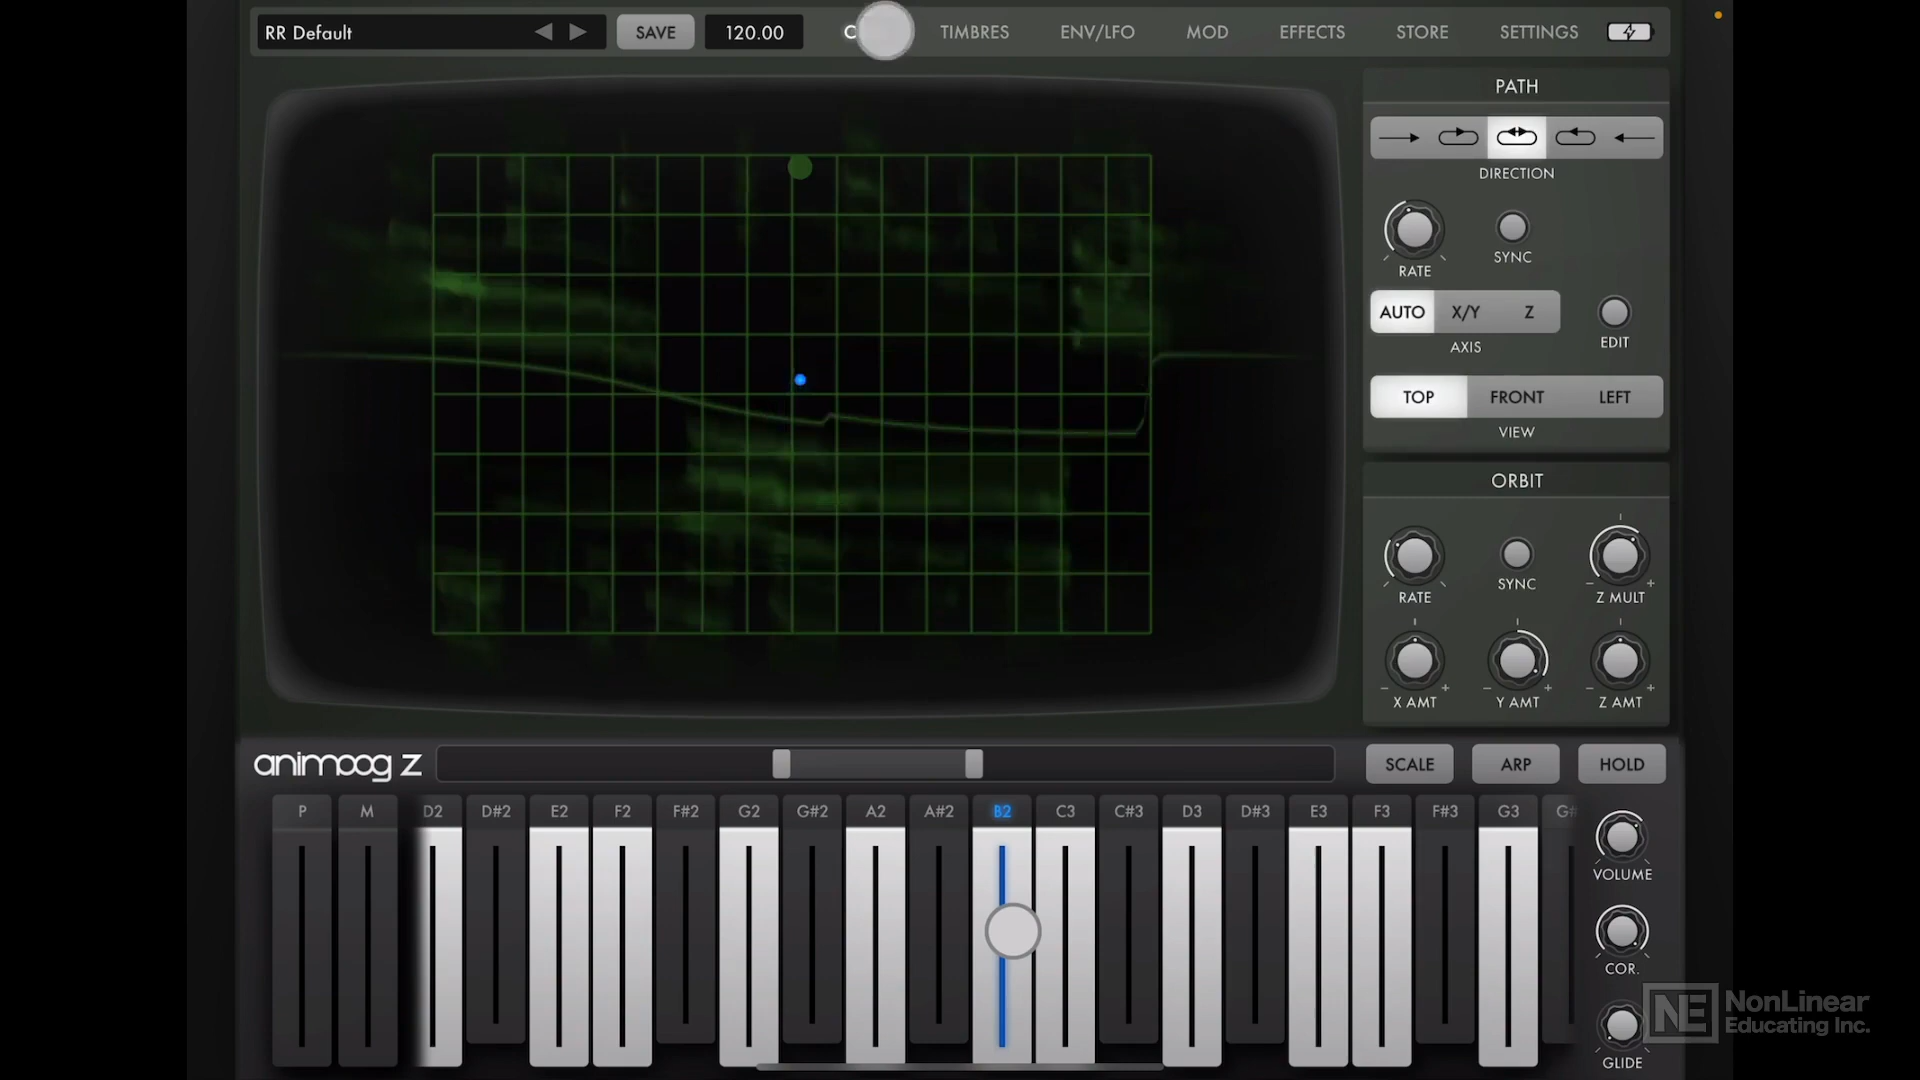 RR Default
SAVE
120.00
TIMBRES
ENV/LFO
MOD
EFFECTS
STORE
SETTINGS
PATH
DIRECTION
RATE
SYNC
AUTO
X/Y
Z
AXIS
EDIT
TOP
FRONT
LEFT
VIEW
ORBIT
RATE
SYNC
Z MULT
X AMT
Y AMT
Z AMT
animoog Z
SCALE
ARP
HOLD
P
M
D2
D#2
E2
F2
F#2
G2
G#2
A2
A#2
B2
C3
C#3
D3
D#3
E3
F3
F#3
G3
VOLUME
COR.
GLIDE
NE NonLinear
Educating Inc.